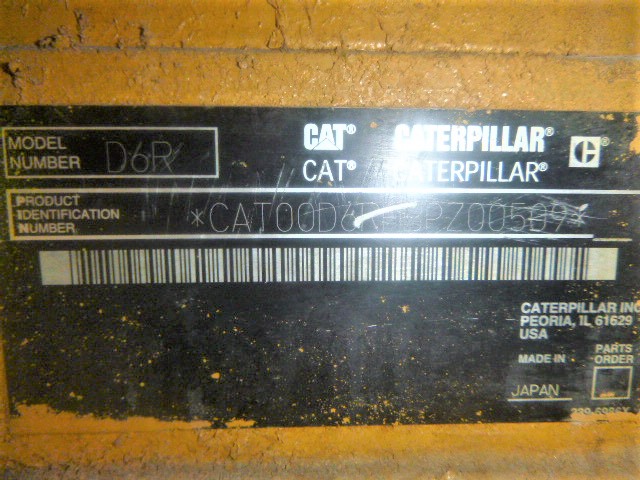 MODEL NUMBER D6R
CAT® CATERPILLAR®
CAT® CATERPILLAR®
PRODUCT IDENTIFICATION NUMBER
CATERPILLAR INC
PEORIA, IL 61629
USA
MADE IN JAPAN
PARTS ORDER